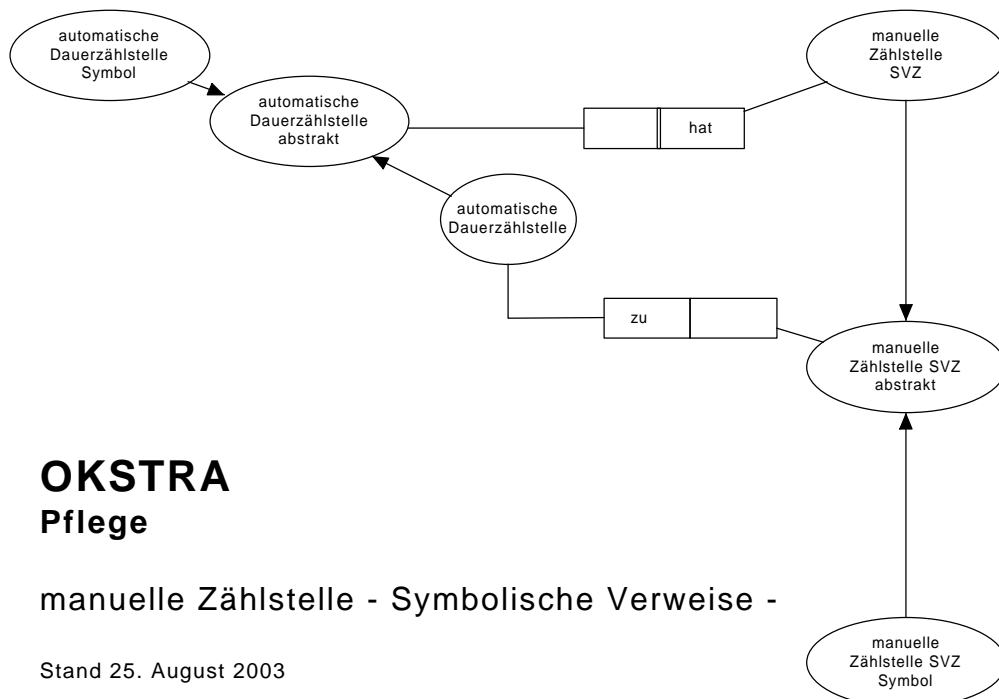 automatische
Dauerzählstelle
Symbol
manuelle
Zählstelle
SVZ
automatische
Dauerzählstelle
abstrakt
hat
automatische
Dauerzählstelle
zu
manuelle
Zählstelle SVZ
abstrakt
OKSTRA
Pflege
manuelle Zählstelle - Symbolische Verweise -
Stand 25. August 2003
manuelle
Zählstelle SVZ
Symbol